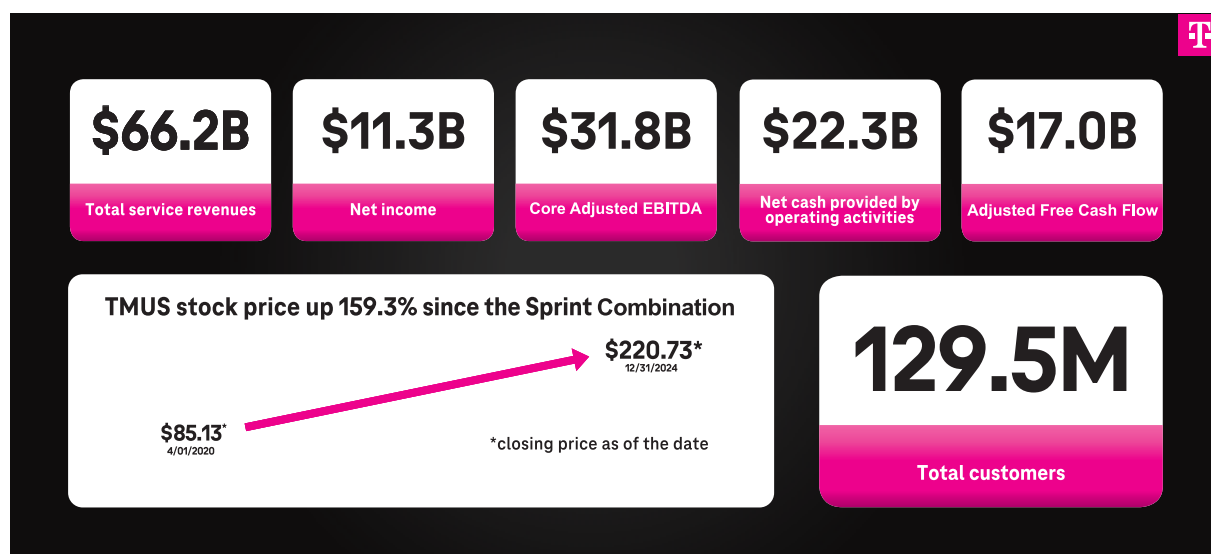 T
$66.2B
Total service revenues
$11.3B
Net income
$31.8B
Core Adjusted EBITDA
$22.3B
Net cash provided by
operating activities
$17.0B
Adjusted Free Cash Flow
TMUS stock price up 159.3% since the Sprint Combination
$220.73*
12/31/2024
$85.13*
4/01/2020
*closing price as of the date
129.5M
Total customers